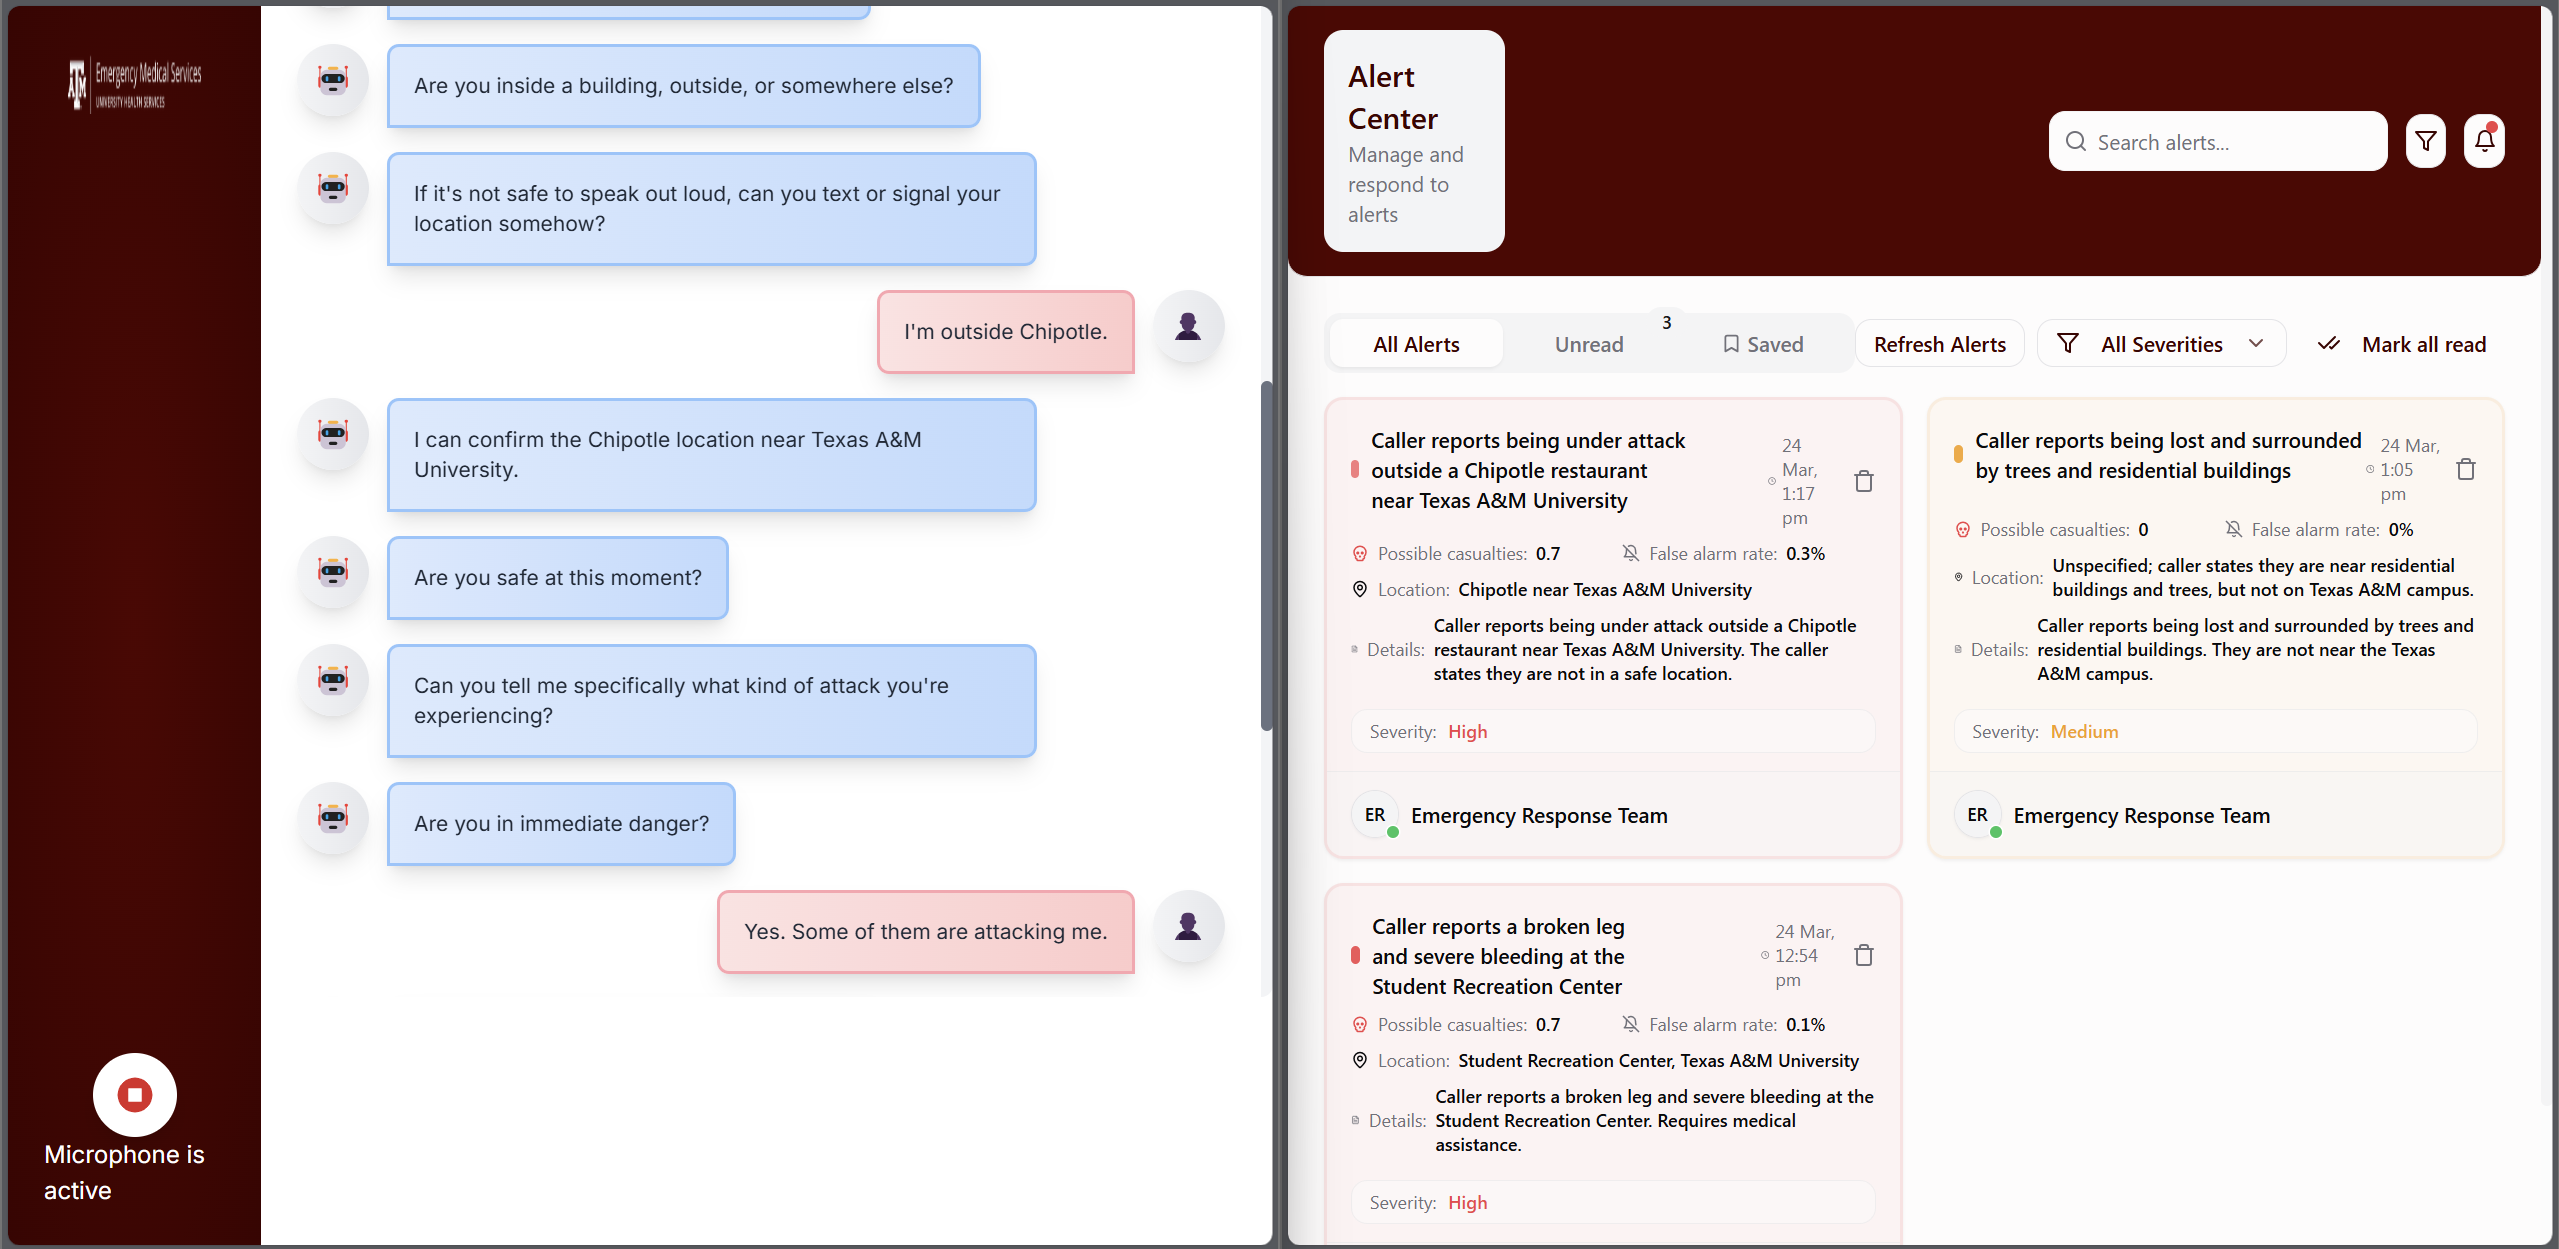 ATM
Emergency Medical Services
UNIVERSITY HEALTH SERVICES
Are you inside a building, outside, or somewhere else?
If it's not safe to speak out loud, can you text or signal your
location somehow?
I'm outside Chipotle.
I can confirm the Chipotle location near Texas A&M
University.
Are you safe at this moment?
Can you tell me specifically what kind of attack you're
experiencing?
Are you in immediate danger?
Yes. Some of them are attacking me.
Microphone is
active
Alert
Center
Manage and
respond to
alerts
Search alerts...
All Alerts
Unread
3
Saved
Refresh Alerts
All Severities
Mark all read
Caller reports being under attack
outside a Chipotle restaurant
near Texas A&M University
24
Mar,
1:17
pm
Possible casualties: 0.7
False alarm rate: 0.3%
Location: Chipotle near Texas A&M University
Details:
Caller reports being under attack outside a Chipotle
restaurant near Texas A&M University. The caller
states they are not in a safe location.
Severity: High
ER
Emergency Response Team
Caller reports being lost and surrounded
by trees and residential buildings
24 Mar,
1:05
pm
Possible casualties: 0
False alarm rate: 0%
Location:
Unspecified; caller states they are near residential
buildings and trees, but not on Texas A&M campus.
Details:
Caller reports being lost and surrounded by trees and
residential buildings. They are not near the Texas
A&M campus.
Severity: Medium
ER
Emergency Response Team
Caller reports a broken leg
and severe bleeding at the
Student Recreation Center
24 Mar,
12:54
pm
Possible casualties: 0.7
False alarm rate: 0.1%
Location: Student Recreation Center, Texas A&M University
Details:
Caller reports a broken leg and severe bleeding at the
Student Recreation Center. Requires medical
assistance.
Severity: High